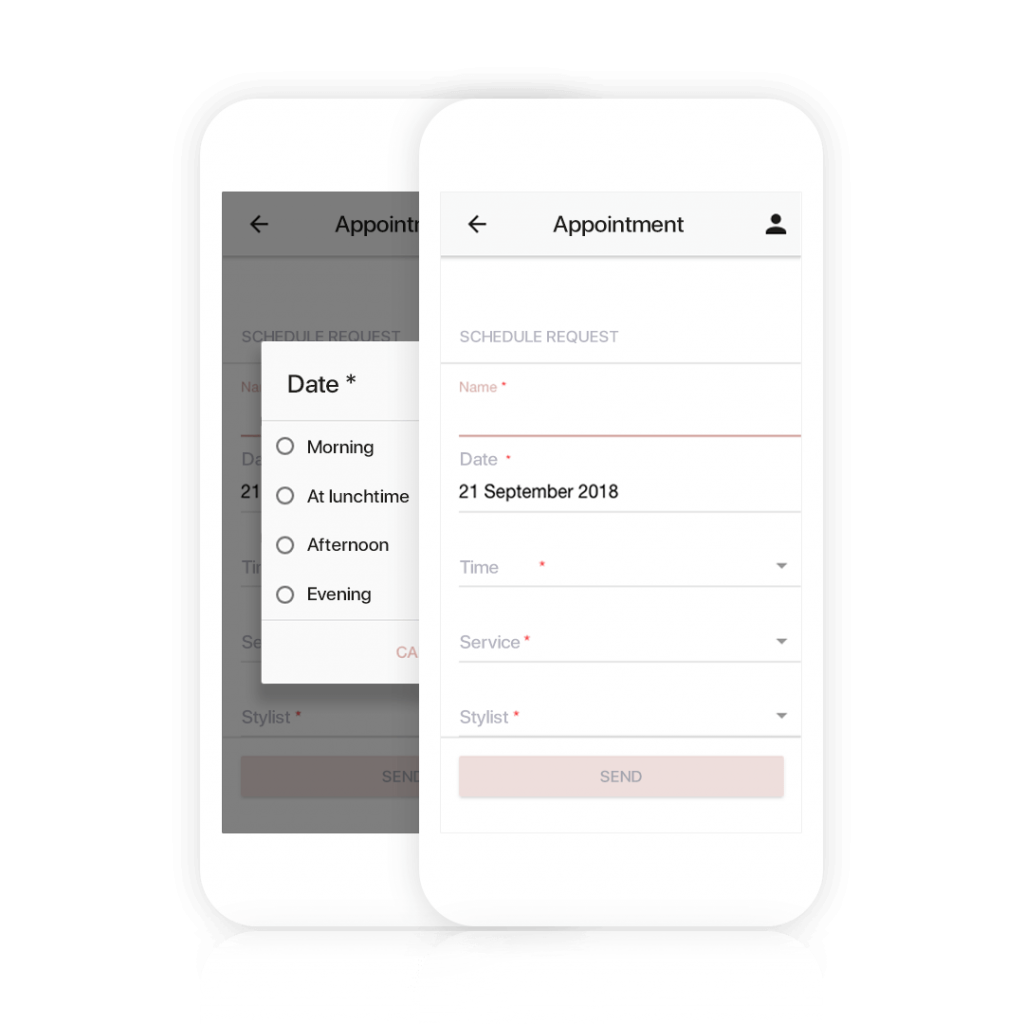 Appointm
SCHEDULE REQUEST
Na
Date *
Morning
At lunchtime
Afternoon
Evening
CA
Da
21
Tir
Se
Stylist *
SEND
Appointment
SCHEDULE REQUEST
Name *
Date *
21 September 2018
Time *
Service *
Stylist *
SEND